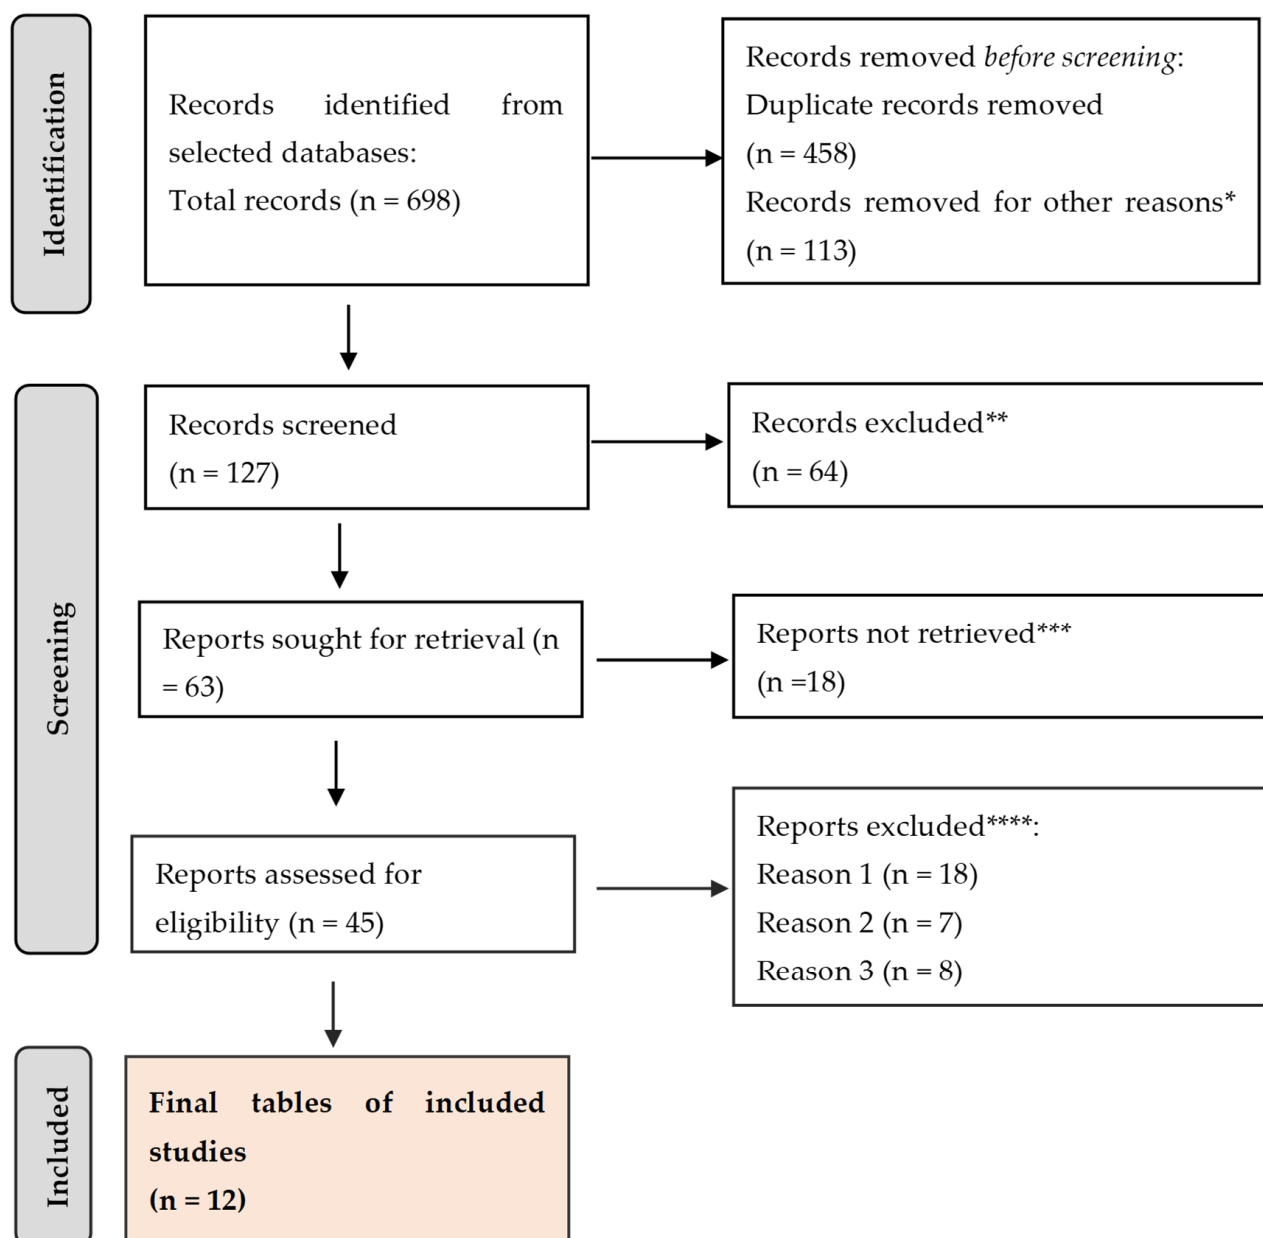 Identification
Records identified from
selected databases:
Total records (n = 698)
Records removed before screening:
Duplicate records removed
(n = 458)
Records removed for other reasons*
(n = 113)
Screening
Records screened
(n = 127)
Records excluded**
(n = 64)
Reports sought for retrieval (n
= 63)
Reports not retrieved***
(n =18)
Reports assessed for
eligibility (n = 45)
Reports excluded****:
Reason 1 (n = 18)
Reason 2 (n = 7)
Reason 3 (n = 8)
Included
Final tables of included
studies
(n = 12)